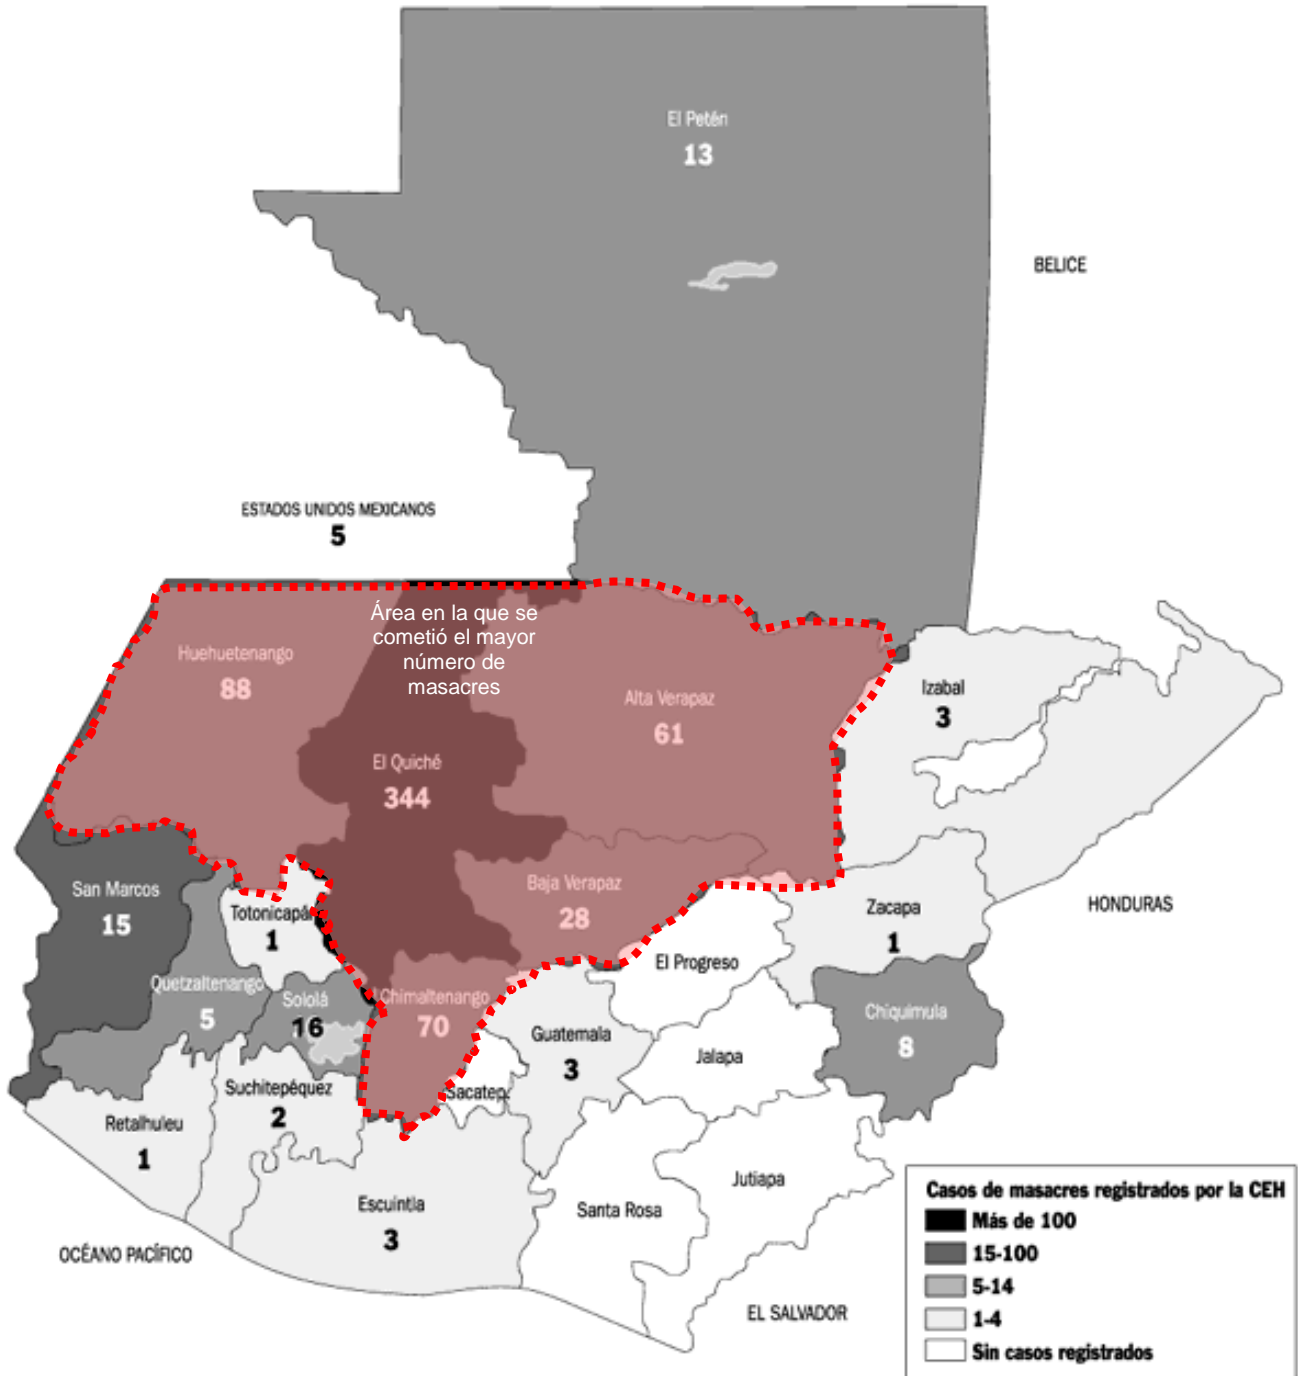 El Petén
13
BELICE
ESTADOS UNIDOS MEXICANOS
5
Área en la que se
cometió el mayor
número de
masacres
Huehuetenango
88
Alta Verapaz
61
Izabal
3
El Quiché
344
San Marcos
15
Totonicapán
1
Baja Verapaz
28
Zacapa
1
HONDURAS
El Progreso
Quetzaltenango
5
Sololá
16
Chimaltenango
70
Guatemala
3
Jalapa
Chiquimula
8
Suchitepéquez
2
Sacatep.
Retalhuleu
1
Escuintla
3
Santa Rosa
Jutiapa
OCÉANO PACÍFICO
EL SALVADOR
Casos de masacres registrados por la CEH
Más de 100
15-100
5-14
1-4
Sin casos registrados